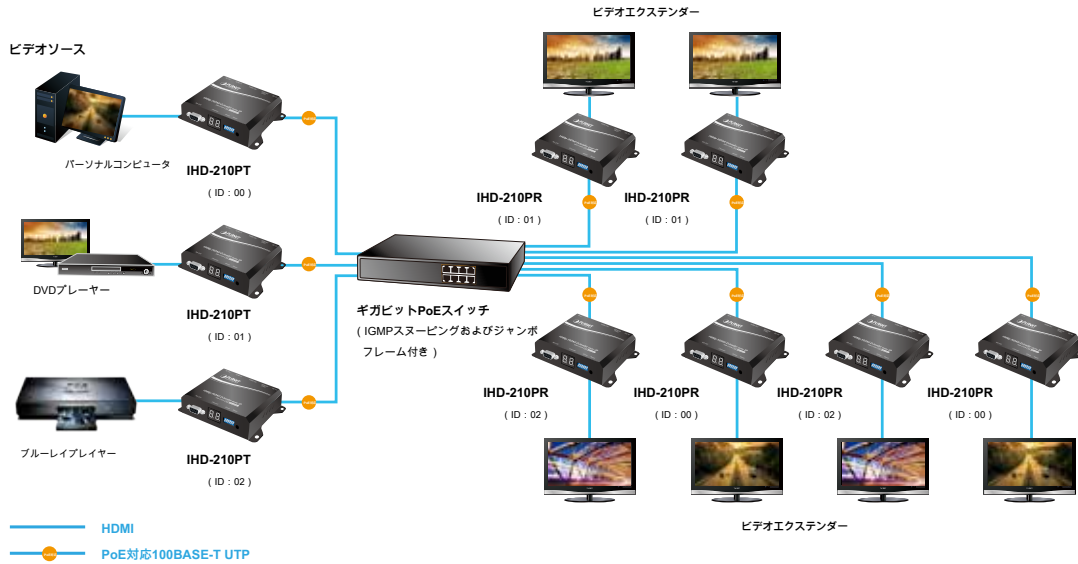 ビデオエクステンダー
ビデオソース
パーソナルコンピュータ
IHD-210PT
( ID : 00 )
IHD-210PR
( ID : 01 )
IHD-210PR
( ID : 01 )
DVDプレーヤー
IHD-210PT
( ID : 01 )
ギガビットPoEスイッチ
( IGMPスヌーピングおよびジャンボ
フレーム付き )
ブルーレイプレイヤー
IHD-210PT
( ID : 02 )
IHD-210PR
( ID : 02 )
IHD-210PR
( ID : 00 )
IHD-210PR
( ID : 02 )
IHD-210PR
( ID : 00 )
ビデオエクステンダー
HDMI
PoE対応100BASE-T UTP